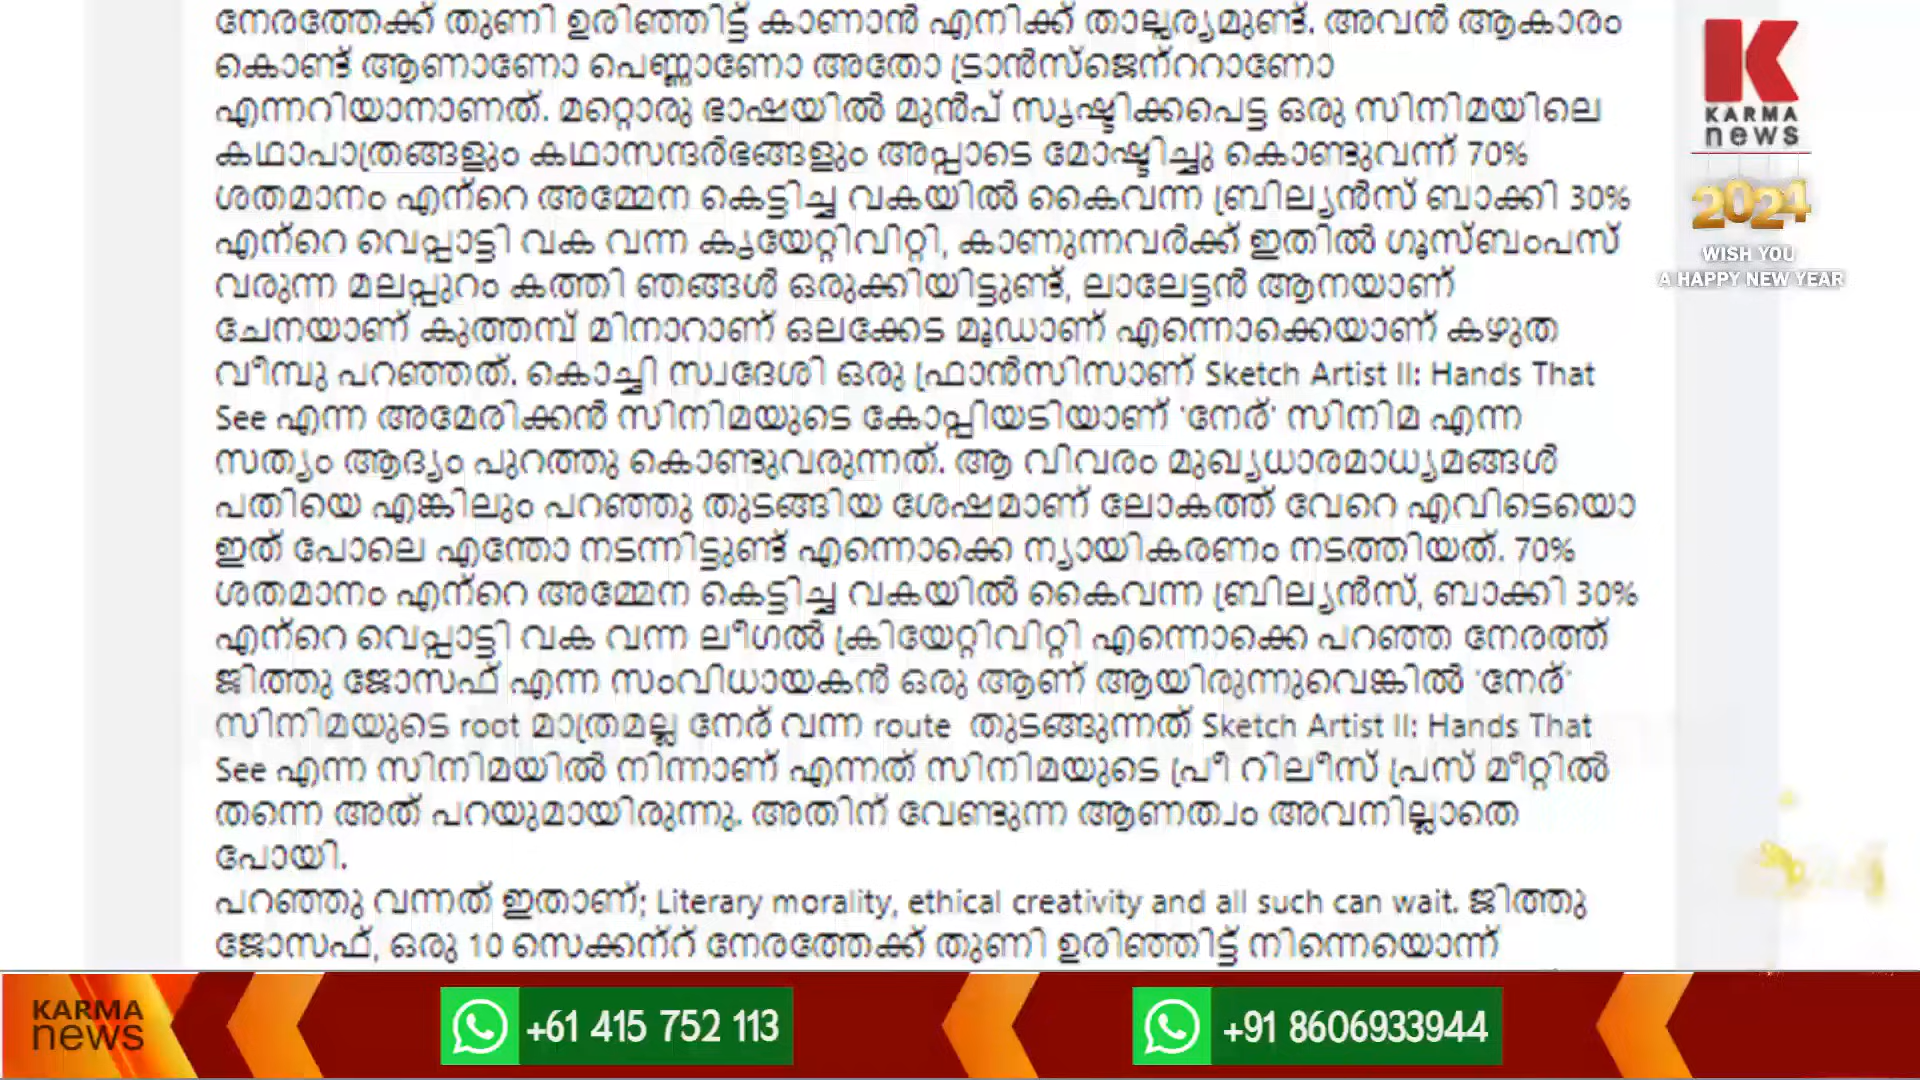 നേരത്തേക്ക് തുണി ഉരിഞ്ഞിട്ട് കാണാൻ എനിക്ക് താല്പര്യമുണ്ട്. അവൻ ആകാരം
കൊണ്ട് ആണാണോ പെണ്ണാണോ അതോ ട്രാൻസ്ജെന്ററാണോ
എന്നറിയാനാണത്. മറ്റൊരു ഭാഷയിൽ മുൻപ് സൃഷ്ടിക്കപെട്ട ഒരു സിനിമയിലെ
കഥാപാത്രങ്ങളും കഥാസന്ദർഭങ്ങളും അപ്പാടെ മോഷ്ടിച്ചു കൊണ്ടുവന്ന് 70%
ശതമാനം എന്റെ അമ്മേന കെട്ടിച്ച വകയിൽ കൈവന്ന ബ്രില്യൻസ് ബാക്കി 30%
എന്റെ വെപ്പാട്ടി വക വന്ന കൃയേറ്റിവിറ്റി, കാണുന്നവർക്ക് ഇതിൽ ഗൂസ്ബംപസ്
വരുന്ന മലപ്പുറം കത്തി ഞങ്ങൾ ഒരുക്കിയിട്ടുണ്ട്, ലാലേട്ടൻ ആനയാണ്
ചേനയാണ് കുത്തമ്പ് മിനാറാണ് ഒലക്കേട മൂഡാണ് എന്നൊക്കെയാണ് കഴുത
വീമ്പു പറഞ്ഞത്. കൊച്ചി സ്വദേശി ഒരു ഫ്രാൻസിസാണ് Sketch Artist II: Hands That
See എന്ന അമേരിക്കൻ സിനിമയുടെ കോപ്പിയടിയാണ് 'നേര്' സിനിമ എന്ന
സത്യം ആദ്യം പുറത്തു കൊണ്ടുവരുന്നത്. ആ വിവരം മുഖ്യധാരമാധ്യമങ്ങൾ
പതിയെ എങ്കിലും പറഞ്ഞു തുടങ്ങിയ ശേഷമാണ് ലോകത്ത് വേറെ എവിടെയൊ
ഇത് പോലെ എന്തോ നടന്നിട്ടുണ്ട് എന്നൊക്കെ ന്യായികരണം നടത്തിയത്. 70%
ശതമാനം എന്റെ അമ്മേന കെട്ടിച്ച വകയിൽ കൈവന്ന ബ്രില്യൻസ്, ബാക്കി 30%
എന്റെ വെപ്പാട്ടി വക വന്ന ലീഗൽ ക്രിയേറ്റിവിറ്റി എന്നൊക്കെ പറഞ്ഞ നേരത്ത്
ജിത്തു ജോസഫ് എന്ന സംവിധായകൻ ഒരു ആണ് ആയിരുന്നുവെങ്കിൽ 'നേര്'
സിനിമയുടെ root മാത്രമല്ല നേര് വന്ന route തുടങ്ങുന്നത് Sketch Artist II: Hands That
See എന്ന സിനിമയിൽ നിന്നാണ് എന്നത് സിനിമയുടെ പ്രീ റിലീസ് പ്രസ് മീറ്റിൽ
തന്നെ അത് പറയുമായിരുന്നു. അതിന് വേണ്ടുന്ന ആണത്വം അവനില്ലാതെ
പോയി.
പറഞ്ഞു വന്നത് ഇതാണ്; Literary morality, ethical creativity and all such can wait. ജിത്തു
ജോസഫ്, ഒരു 10 സെക്കന്റ് നേരത്തേക്ക് തുണി ഉരിഞ്ഞിട്ട് നിന്നെയൊന്ന്
K
KARMA
news
2024
WISH YOU
A HAPPY NEW YEAR
KARMA
news
+61 415 752 113
+91 8606933944